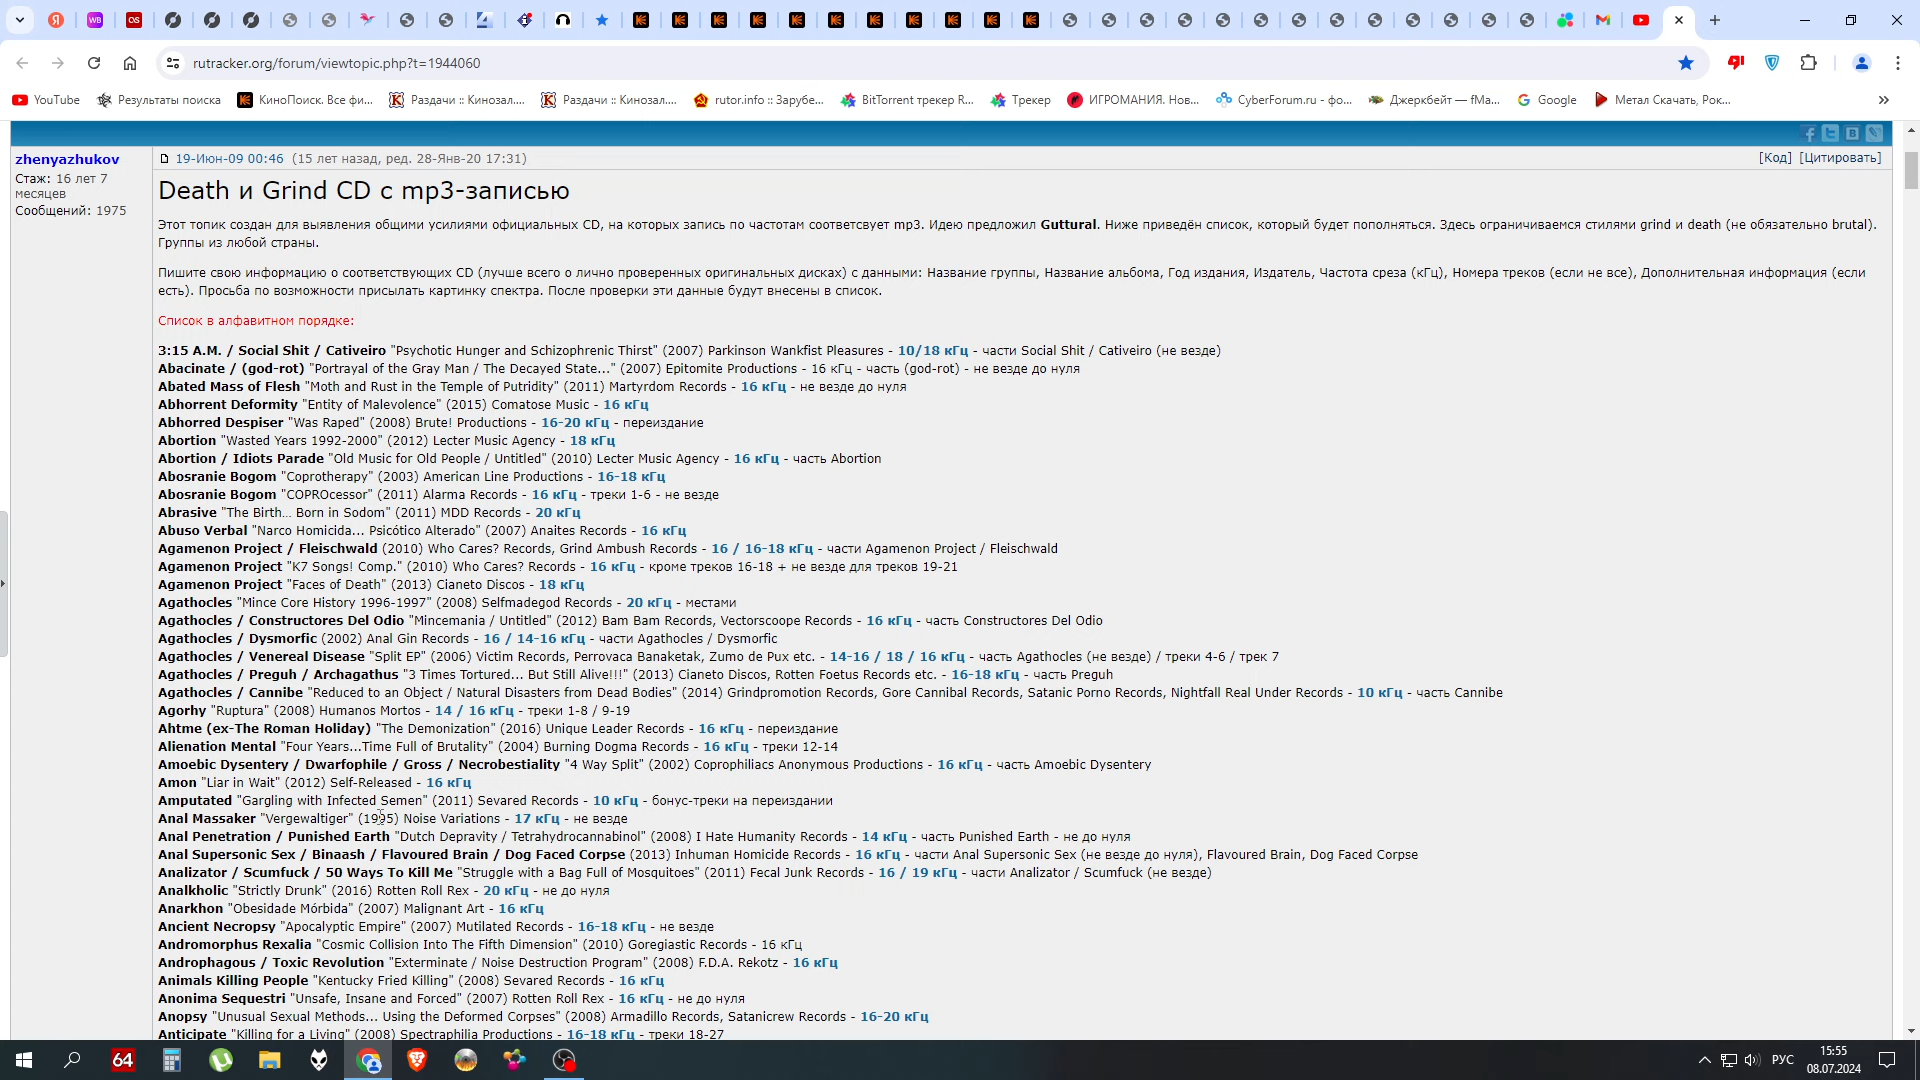 rutracker.org/forum/viewtopic.php?t=1944060
YouTube Результаты поиска КиноПоиск. Все фи... Раздачи :: Кинозал.... Раздачи :: Кинозал.... rutor.info :: Зарубе... BitTorrent трекер R... Трекер ИГРОМАНИЯ. Нов... CyberForum.ru - фо... Джеркбейт — fMa... Google Метал Скачать, Рок...
zhenyazhukov
Стаж: 16 лет 7
месяцев
Сообщений: 1975
19-Июн-09 00:46 (15 лет назад, ред. 28-Янв-20 17:31) [Код] [Цитировать]
Death и Grind CD с mp3-записью
Этот топик создан для выявления общими усилиями официальных CD, на которых запись по частотам соответсвует mp3. Идею предложил Guttural. Ниже приведён список, который будет пополняться. Здесь ограничиваемся стилями grind и death (не обязательно brutal).
Группы из любой страны.
Пишите свою информацию о соответствующих CD (лучше всего о лично проверенных оригинальных дисках) с данными: Название группы, Название альбома, Год издания, Издатель, Частота среза (кГц), Номера треков (если не все), Дополнительная информация (если
есть). Просьба по возможности присылать картинку спектра. После проверки эти данные будут внесены в список.
Список в алфавитном порядке:
3:15 A.M. / Social Shit / Cativeiro "Psychotic Hunger and Schizophrenic Thirst" (2007) Parkinson Wankfist Pleasures - 10/18 кГц - части Social Shit / Cativeiro (не везде)
Abacinate / (god-rot) "Portrayal of the Gray Man / The Decayed State..." (2007) Epitomite Productions - 16 кГц - часть (god-rot) - не везде до нуля
Abated Mass of Flesh "Moth and Rust in the Temple of Putridity" (2011) Martyrdom Records - 16 кГц - не везде до нуля
Abhorrent Deformity "Entity of Malevolence" (2015) Comatose Music - 16 кГц
Abhorred Despiser "Was Raped" (2008) Brute! Productions - 16-20 кГц - переиздание
Abortion "Wasted Years 1992-2000" (2012) Lecter Music Agency - 18 кГц
Abortion / Idiots Parade "Old Music for Old People / Untitled" (2010) Lecter Music Agency - 16 кГц - часть Abortion
Abosranie Bogom "Coprotherapy" (2003) American Line Productions - 16-18 кГц
Abosranie Bogom "COPROcessor" (2011) Alarma Records - 16 кГц - треки 1-6 - не везде
Abrasive "The Birth... Born in Sodom" (2011) MDD Records - 20 кГц
Abuso Verbal "Narco Homicida... Psicótico Alterado" (2007) Anaites Records - 16 кГц
Agamenon Project / Fleischwald (2010) Who Cares? Records, Grind Ambush Records - 16 / 16-18 кГц - части Agamenon Project / Fleischwald
Agamenon Project "K7 Songs! Comp." (2010) Who Cares? Records - 16 кГц - кроме треков 16-18 + не везде для треков 19-21
Agamenon Project "Faces of Death" (2013) Cianeto Discos - 18 кГц
Agathocles "Mince Core History 1996-1997" (2008) Selfmadegod Records - 20 кГц - местами
Agathocles / Constructores Del Odio "Mincemania / Untitled" (2012) Bam Bam Records, Vectorscoope Records - 16 кГц - часть Constructores Del Odio
Agathocles / Dysmorfic (2002) Anal Gin Records - 16 / 14-16 кГц - части Agathocles / Dysmorfic
Agathocles / Venereal Disease "Split EP" (2006) Victim Records, Perrovaca Banaketak, Zumo de Pux etc. - 14-16 / 18 / 16 кГц - часть Agathocles (не везде) / треки 4-6 / трек 7
Agathocles / Preguh / Archagathus "3 Times Tortured... But Still Alive!!!" (2013) Cianeto Discos, Rotten Foetus Records etc. - 16-18 кГц - часть Preguh
Agathocles / Cannibe "Reduced to an Object / Natural Disasters from Dead Bodies" (2014) Grindpromotion Records, Gore Cannibal Records, Satanic Porno Records, Nightfall Real Under Records - 10 кГц - часть Cannibe
Agorhy "Ruptura" (2008) Humanos Mortos - 14 / 16 кГц - треки 1-8 / 9-19
Ahtme (ex-The Roman Holiday) "The Demonization" (2016) Unique Leader Records - 16 кГц - переиздание
Alienation Mental "Four Years...Time Full of Brutality" (2004) Burning Dogma Records - 16 кГц - треки 12-14
Amoebic Dysentery / Dwarfophile / Gross / Necrobestiality "4 Way Split" (2002) Coprophiliacs Anonymous Productions - 16 кГц - часть Amoebic Dysentery
Amon "Liar in Wait" (2012) Self-Released - 16 кГц
Amputated "Gargling with Infected Semen" (2011) Sevared Records - 10 кГц - бонус-треки на переиздании
Anal Massaker "Vergewaltiger" (1995) Noise Variations - 17 кГц - не везде
Anal Penetration / Punished Earth "Dutch Depravity / Tetrahydrocannabinol" (2008) I Hate Humanity Records - 14 кГц - часть Punished Earth - не до нуля
Anal Supersonic Sex / Binaash / Flavoured Brain / Dog Faced Corpse (2013) Inhuman Homicide Records - 16 кГц - части Anal Supersonic Sex (не везде до нуля), Flavoured Brain, Dog Faced Corpse
Analizator / Scumfuck / 50 Ways To Kill Me "Struggle with a Bag Full of Mosquitoes" (2011) Fecal Junk Records - 16 / 19 кГц - части Analizator / Scumfuck (не везде)
Analkholic "Strictly Drunk" (2016) Rotten Roll Rex - 20 кГц - не до нуля
Anarkhon "Obesidade Mórbida" (2007) Malignant Art - 16 кГц
Ancient Necropsy "Apocalyptic Empire" (2007) Mutilated Records - 16-18 кГц - не везде
Andromorphus Rexalia "Cosmic Collision Into The Fifth Dimension" (2010) Goregiastic Records - 16 кГц
Androphagous / Toxic Revolution "Exterminate / Noise Destruction Program" (2008) F.D.A. Rekotz - 16 кГц
Animals Killing People "Kentucky Fried Killing" (2008) Sevared Records - 16 кГц
Anonima Sequestri "Unsafe, Insane and Forced" (2007) Rotten Roll Rex - 16 кГц - не до нуля
Anopsy "Unusual Sexual Methods... Using the Deformed Corpses" (2008) Armadillo Records, Satanicrew Records - 16-20 кГц
Anticipate "Killing for a Living" (2008) Spectraphilia Productions - 16-18 кГц - треки 18-27
64 РУС 15:55
08.07.2024